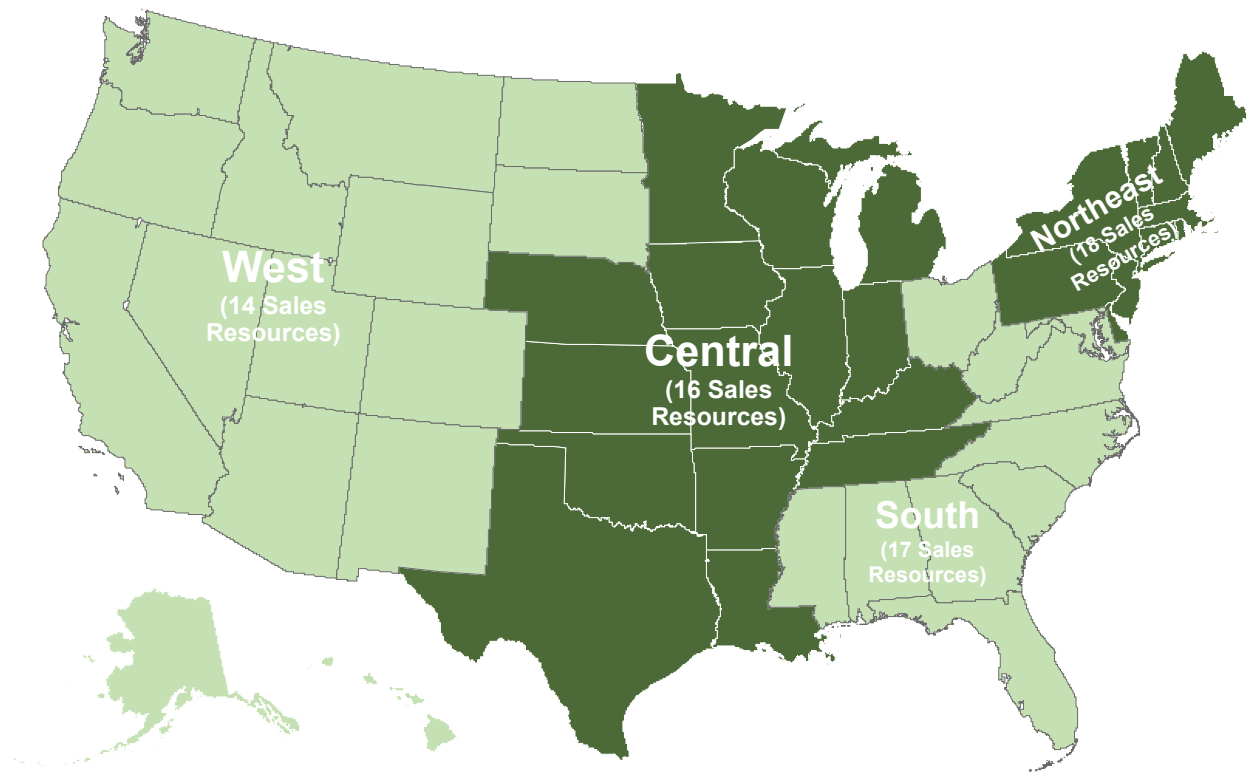 West
(14 Sales
Resources)
Central
(16 Sales
Resources)
Northeast
(18 Sales
Resources)
South
(17 Sales
Resources)